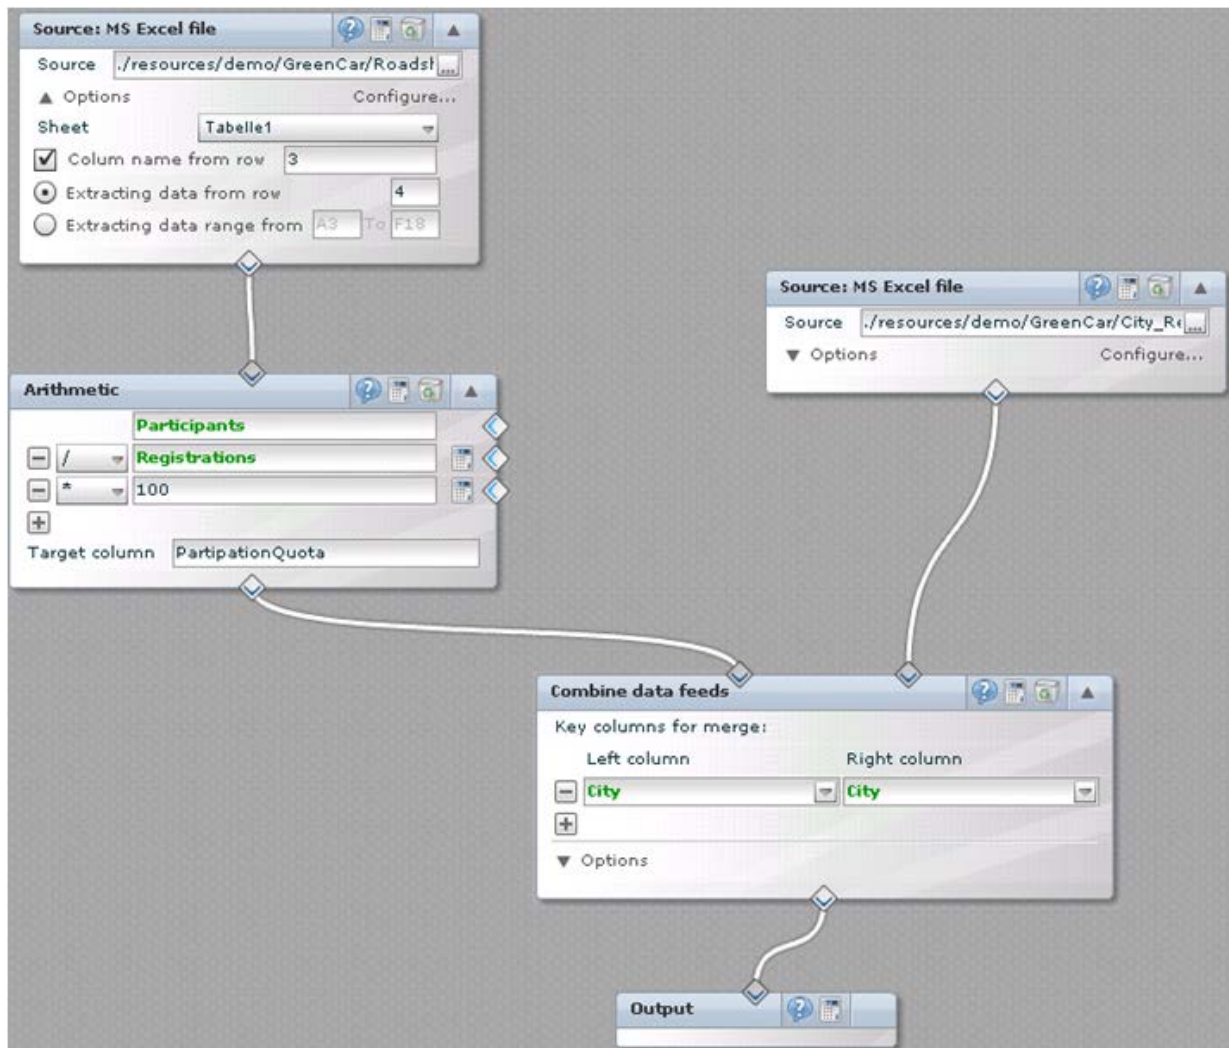 Source: MS Excel file
Source ./resources/demo/GreenCar/Roadsh ...
Options Configure...
Sheet Tabelle1
Colum name from row 3
Extracting data from row 4
Extracting data range from A3 To F18
Source: MS Excel file
Source ./resources/demo/GreenCar/City_Re ...
Options Configure...
Arithmetic
Participants
/ Registrations
* 100
Target column PartipationQuota
Combine data feeds
Key columns for merge:
Left column Right column
City City
Options
Output